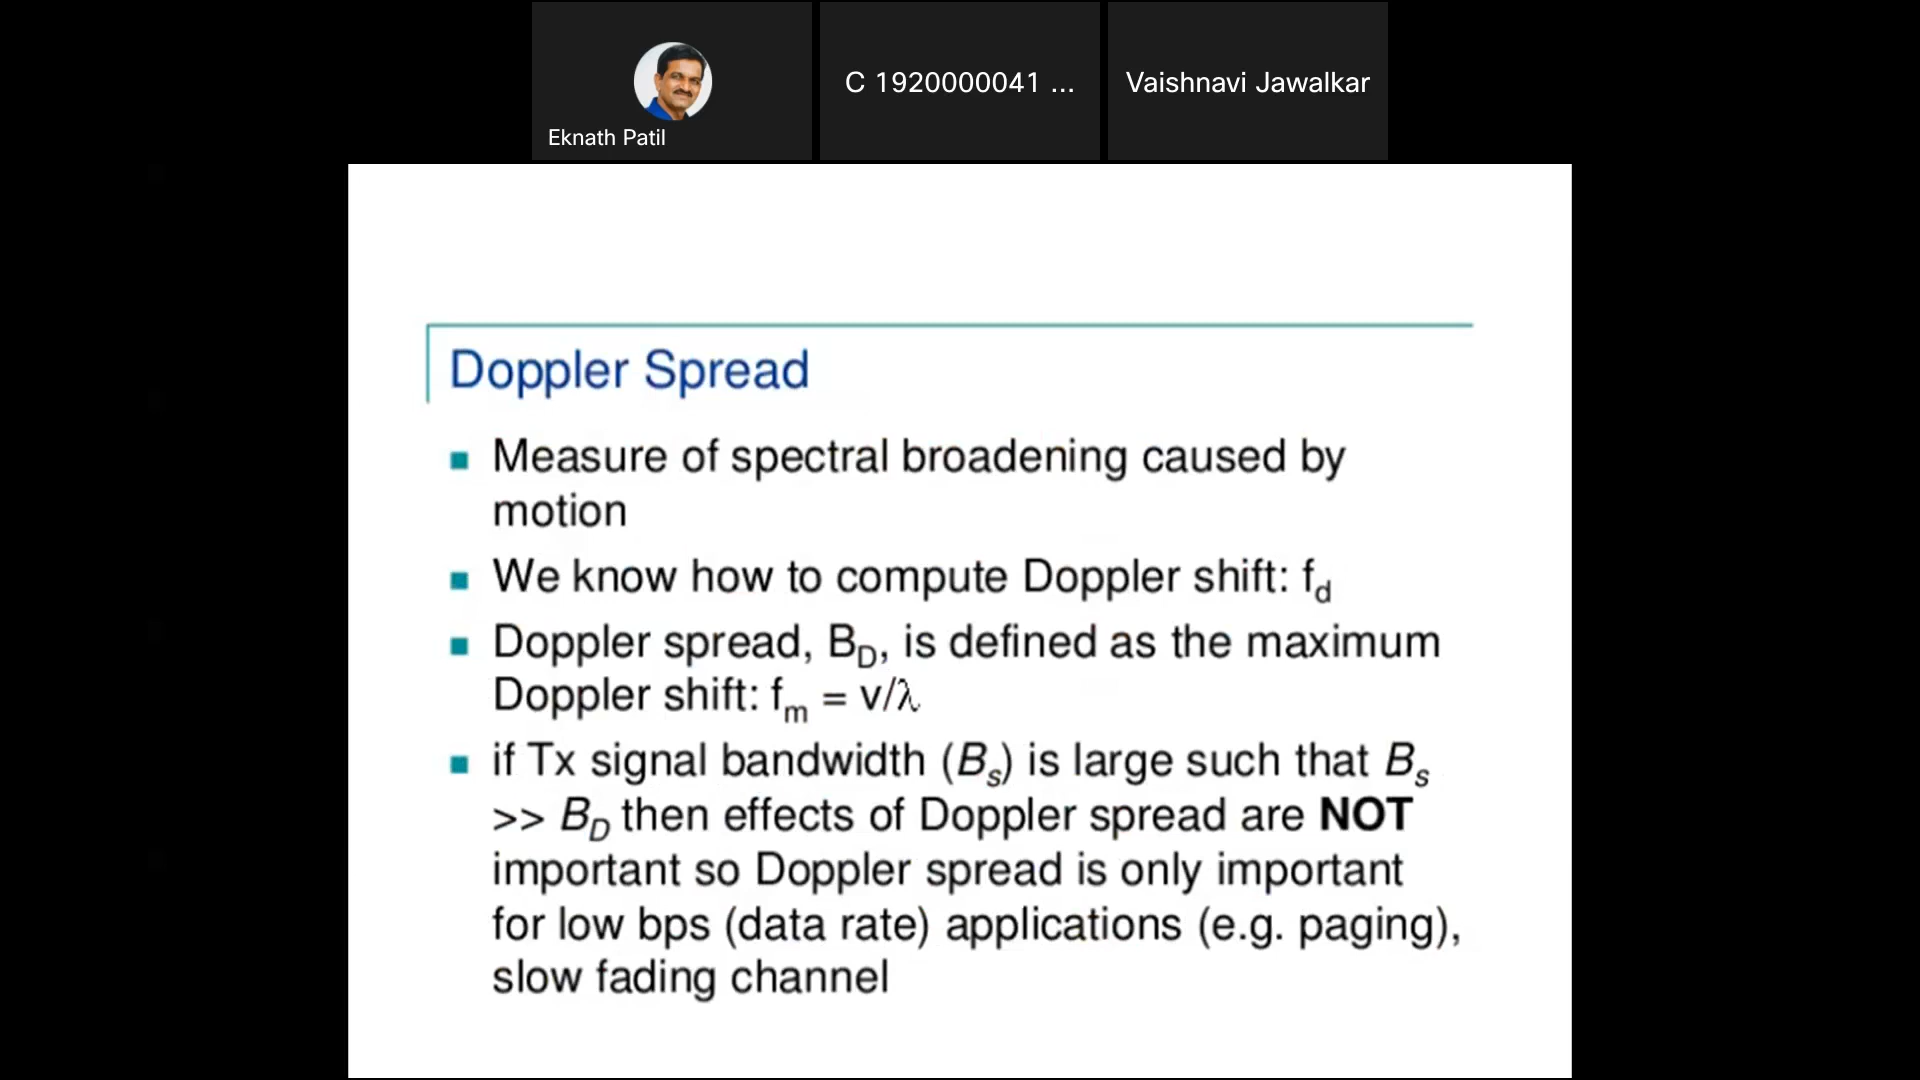 Eknath Patil
C 1920000041 ...
Vaishnavi Jawalkar
Doppler Spread
Measure of spectral broadening caused by
motion
We know how to compute Doppler shift: fd
Doppler spread, BD, is defined as the maximum
Doppler shift: fm = v/λ
if Tx signal bandwidth (Bs) is large such that Bs
>> BD then effects of Doppler spread are NOT
important so Doppler spread is only important
for low bps (data rate) applications (e.g. paging),
slow fading channel